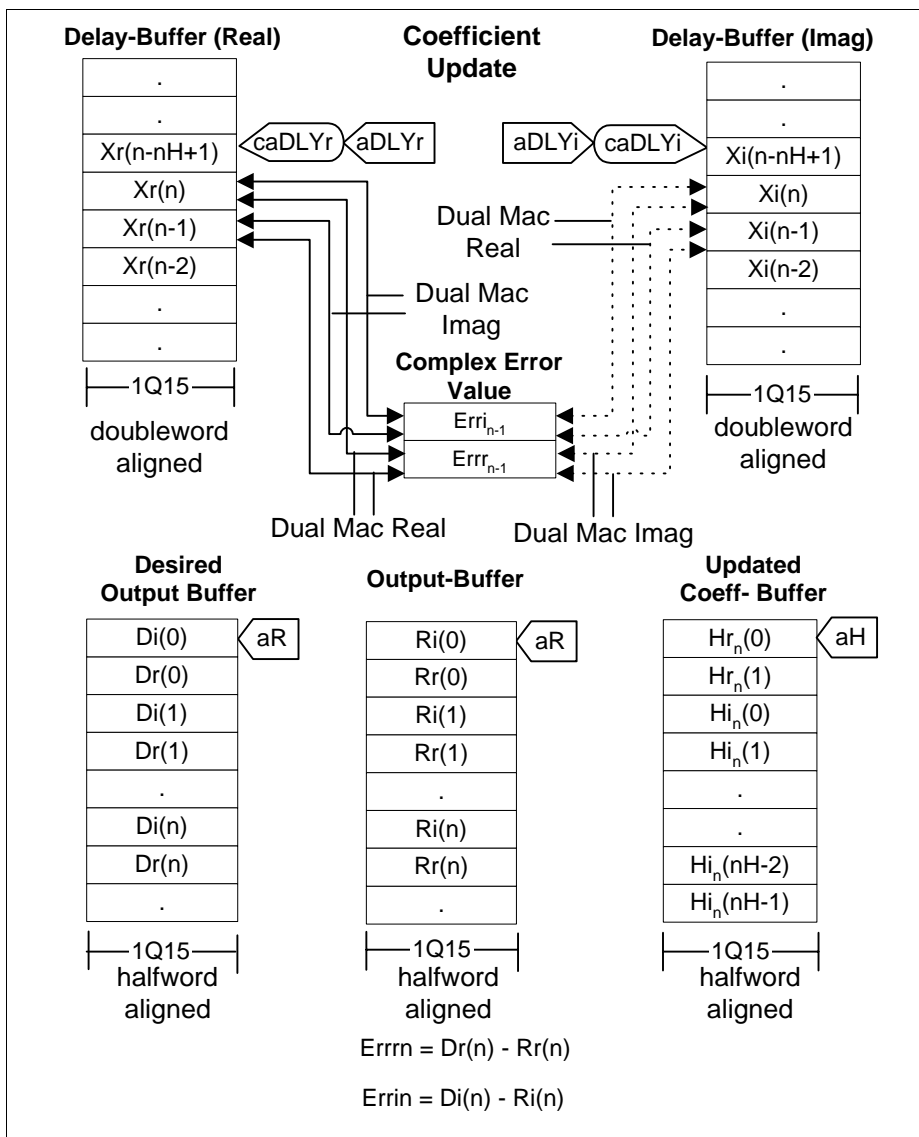 Delay-Buffer (Real)
Coefficient
Update
Delay-Buffer (Imag)
.
.
Xr(n-nH+1)
Xr(n)
Xr(n-1)
Xr(n-2)
.
.
caDLYr
aDLYr
aDLYi
caDLYi
.
.
Xi(n-nH+1)
Xi(n)
Xi(n-1)
Xi(n-2)
.
.
Dual Mac
Real
Dual Mac
Imag
Complex Error
Value
Erri n-1
Errr n-1
1Q15
doubleword
aligned
1Q15
doubleword
aligned
Dual Mac Real
Dual Mac Imag
Desired
Output Buffer
Di(0)
Dr(0)
Di(1)
Dr(1)
.
Di(n)
Dr(n)
.
aR
1Q15
halfword
aligned
Output-Buffer
Ri(0)
Rr(0)
Ri(1)
Rr(1)
.
Ri(n)
Rr(n)
.
aR
1Q15
halfword
aligned
Updated
Coeff- Buffer
Hr n(0)
Hr n(1)
Hi n(0)
Hi n(1)
.
.
Hi n(nH-2)
Hi n(nH-1)
aH
1Q15
halfword
aligned
Errrn = Dr(n) - Rr(n)
Errin = Di(n) - Ri(n)